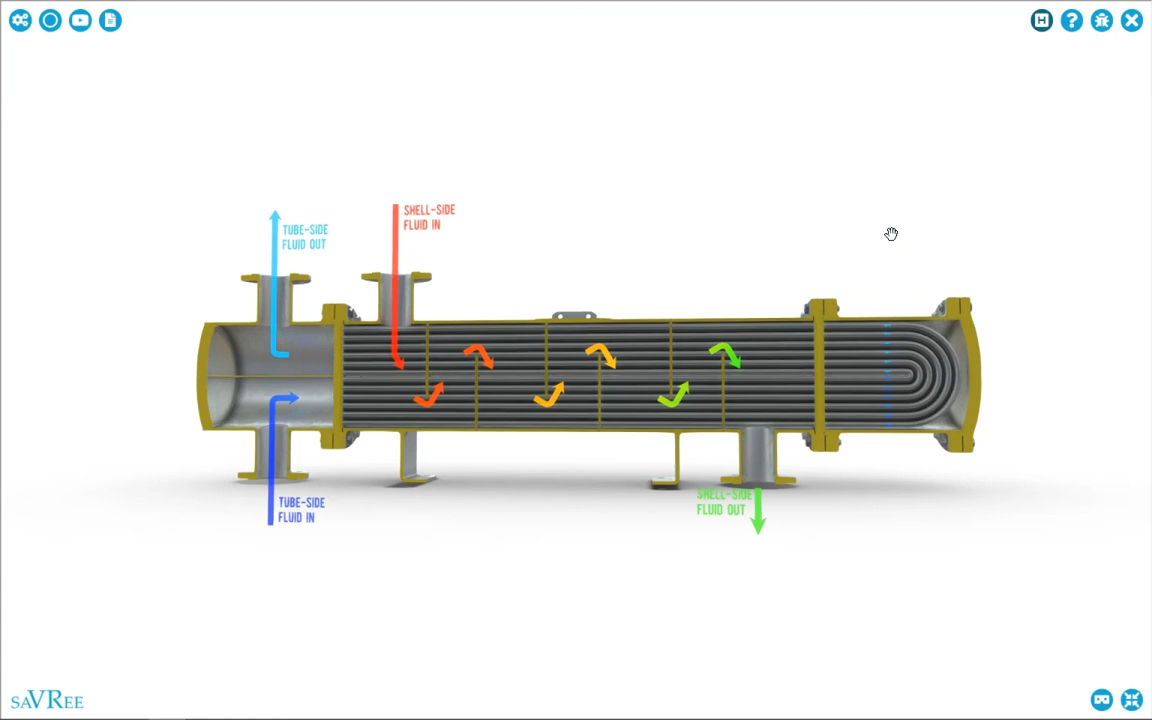 SHELL-SIDE
FLUID IN
TUBE-SIDE
FLUID OUT
SHELL-SIDE
FLUID OUT
TUBE-SIDE
FLUID IN
saVRee